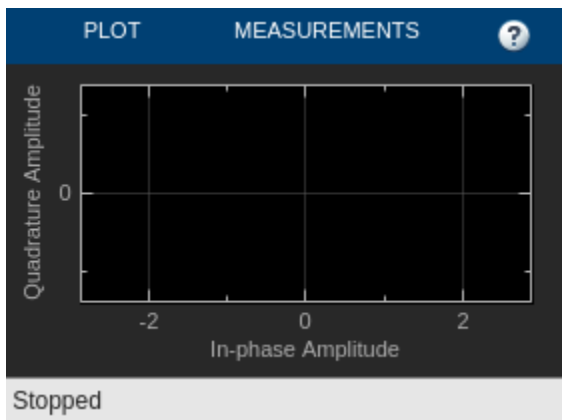 PLOT MEASUREMENTS ?
Quadrature Amplitude
0
-2 0 2
In-phase Amplitude
Stopped